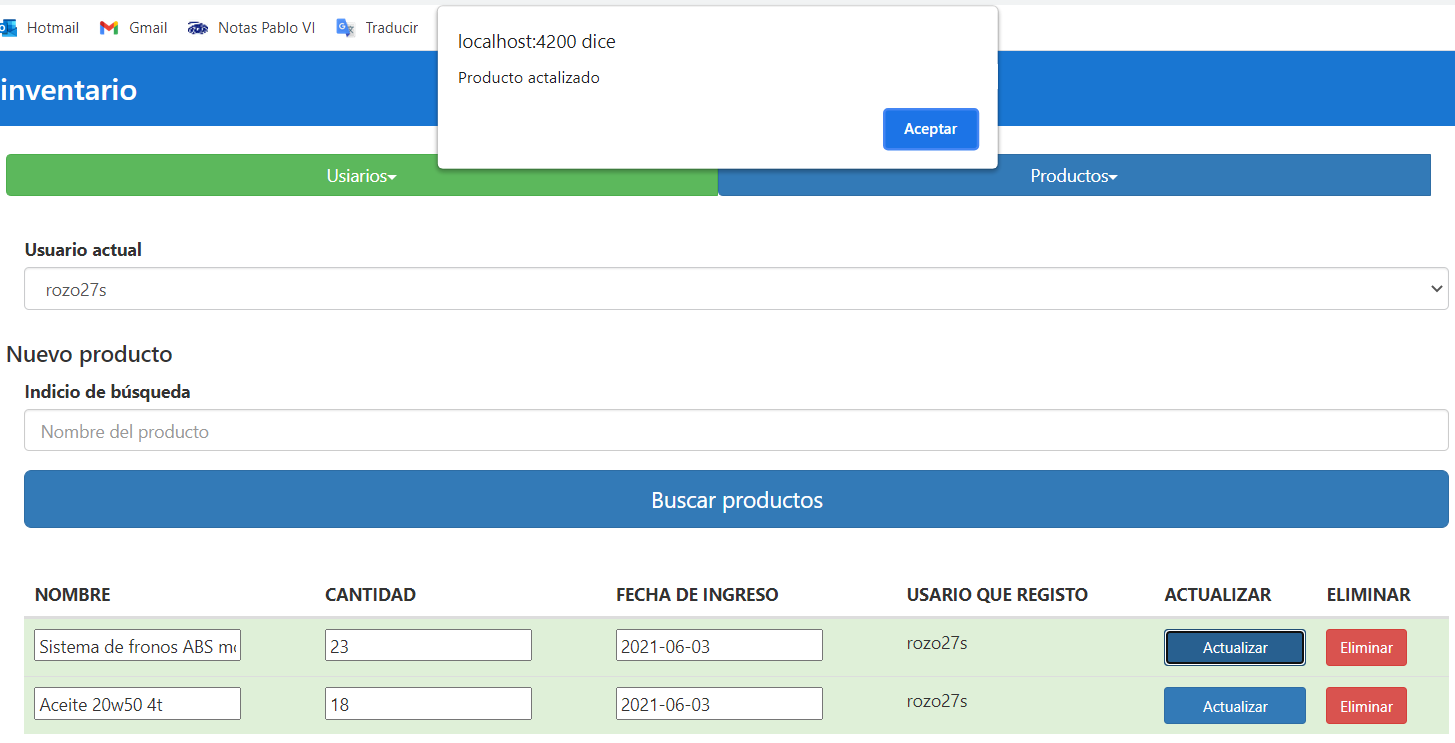 Hotmail Gmail Notas Pablo VI Traducir
localhost:4200 dice
Producto actalizado
Aceptar
inventario
Usiarios Productos
Usuario actual
rozo27s
Nuevo producto
Indicio de búsqueda
Nombre del producto
Buscar productos
NOMBRE CANTIDAD FECHA DE INGRESO USARIO QUE REGISTO ACTUALIZAR ELIMINAR
Sistema de fronos ABS 23 2021-06-03 rozo27s Actualizar Eliminar
Aceite 20w50 4t 18 2021-06-03 rozo27s Actualizar Eliminar